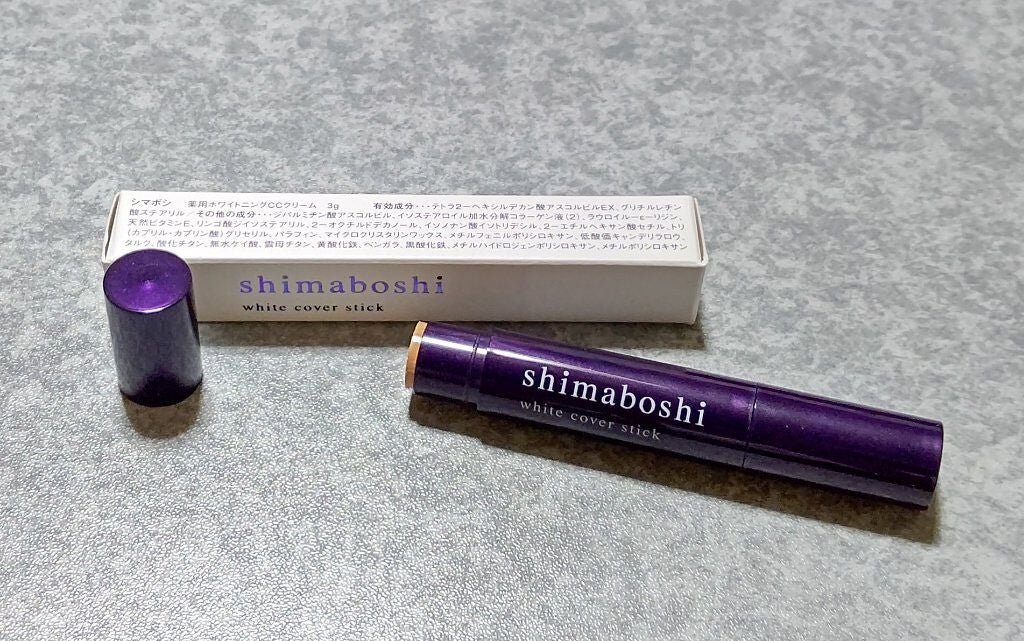 シマボシ 薬用ホワイトニングCCクリーム 3g 有効成分・・・テトラ2ーヘキシルデカン酸アスコルビルEX、グリチルレチン
酸ステアリル／その他の成分・・・ジパルミチン酸アスコルビル、イソステアロイル加水分解コラーゲン液（2）、ラウロイルーεーリジン、
天然ビタミンE、リンゴ酸ジイソステアリル、2ーオクチルドデカノール、イソノナン酸イソトリデシル、2ーエチルヘキサン酸セチル、トリ
（カプリル・カプリン酸）グリセリル、パラフィン、マイクロクリスタリンワックス、メチルフェニルポリシロキサン、低酸価キャンデリラロウ、
タルク、酸化チタン、無水ケイ酸、雲母チタン、黄酸化鉄、ベンガラ、黒酸化鉄、メチルハイドロジェンポリシロキサン、メチルポリシロキサン
shimaboshi
white cover stick
shimaboshi
white cover stick